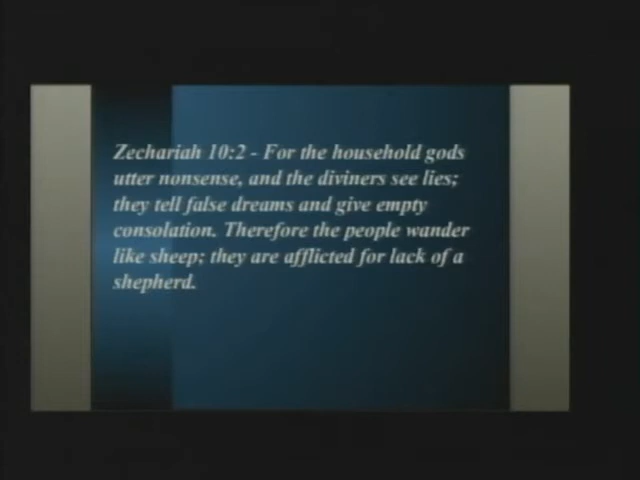 Zechariah 10:2 - For the household gods
utter nonsense, and the diviners see lies;
they tell false dreams and give empty
consolation. Therefore the people wander
like sheep; they are afflicted for lack of a
shepherd.